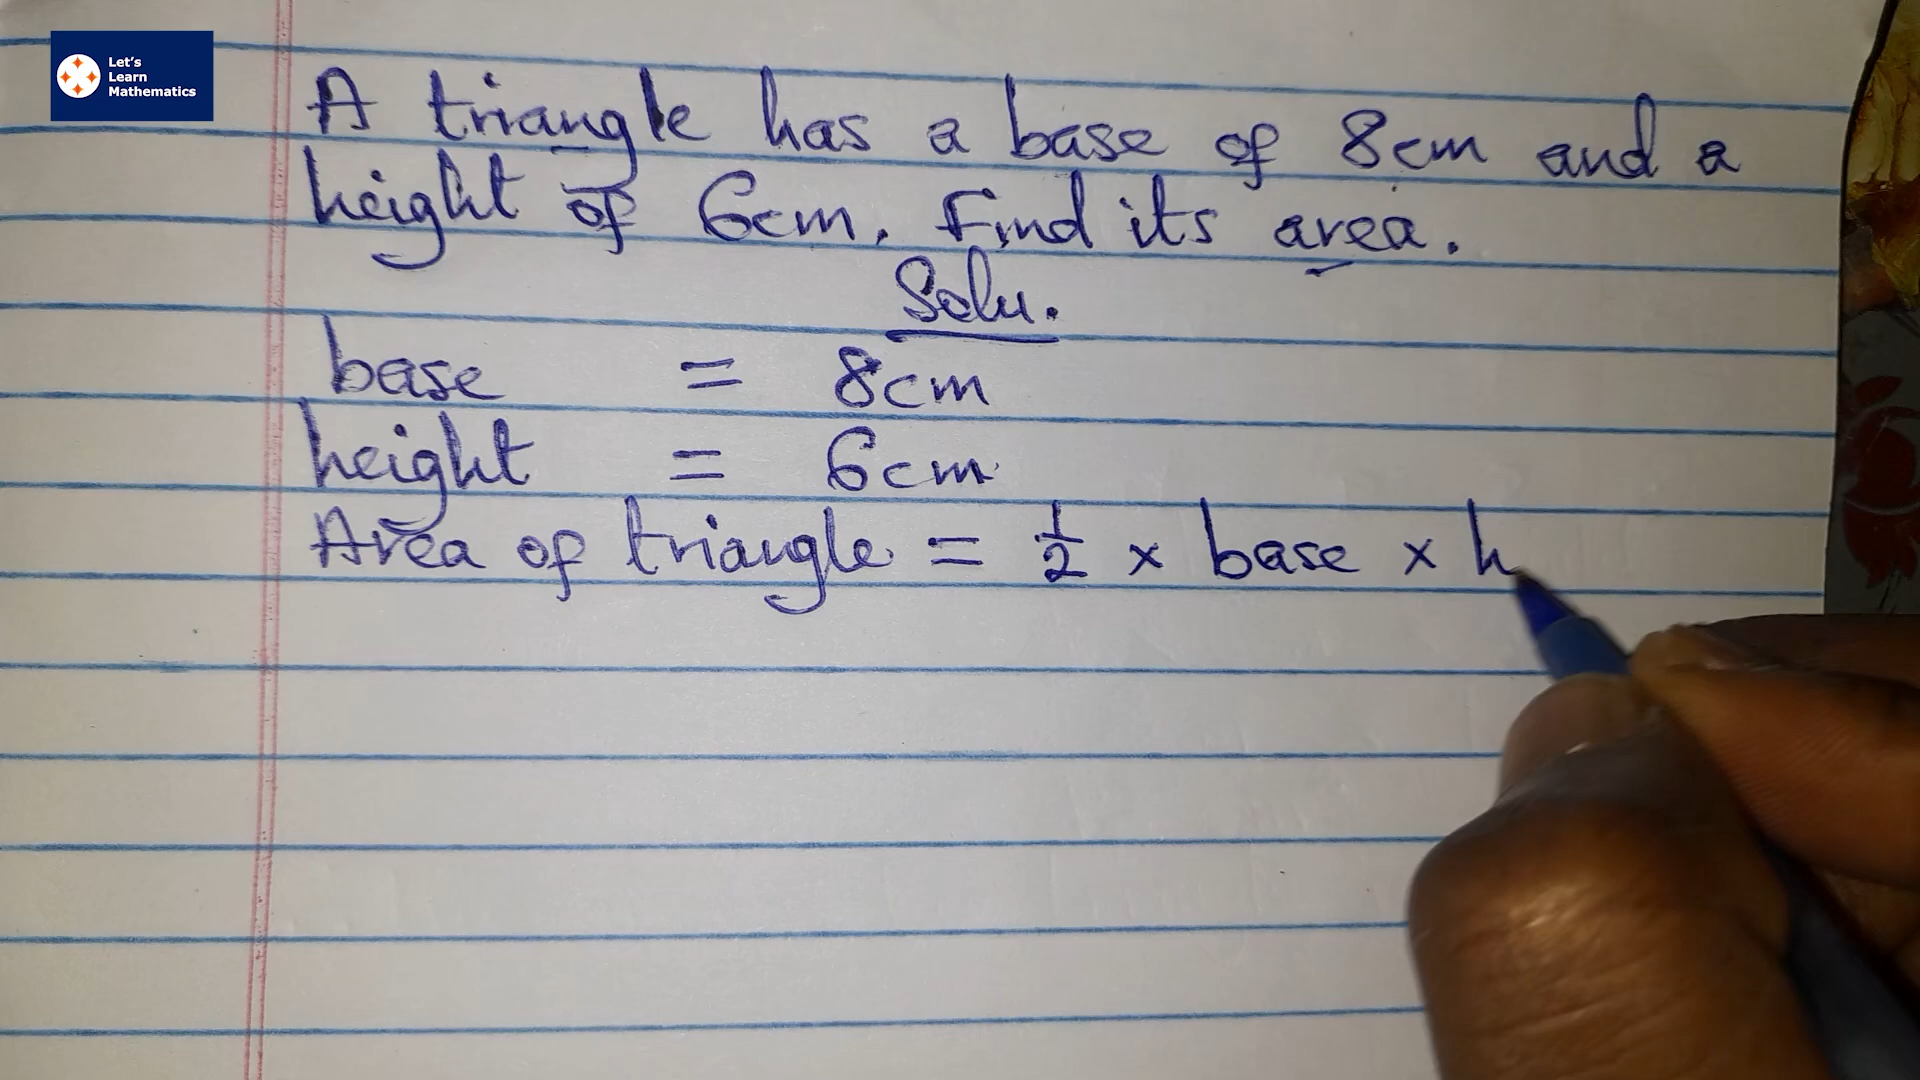 Let's
Learn
Mathematics
A triangle has a base of 8cm and a
height of 6cm. Find its area.
Solu.
base = 8cm
height = 6cm
Area of triangle = 1/2 × base × h